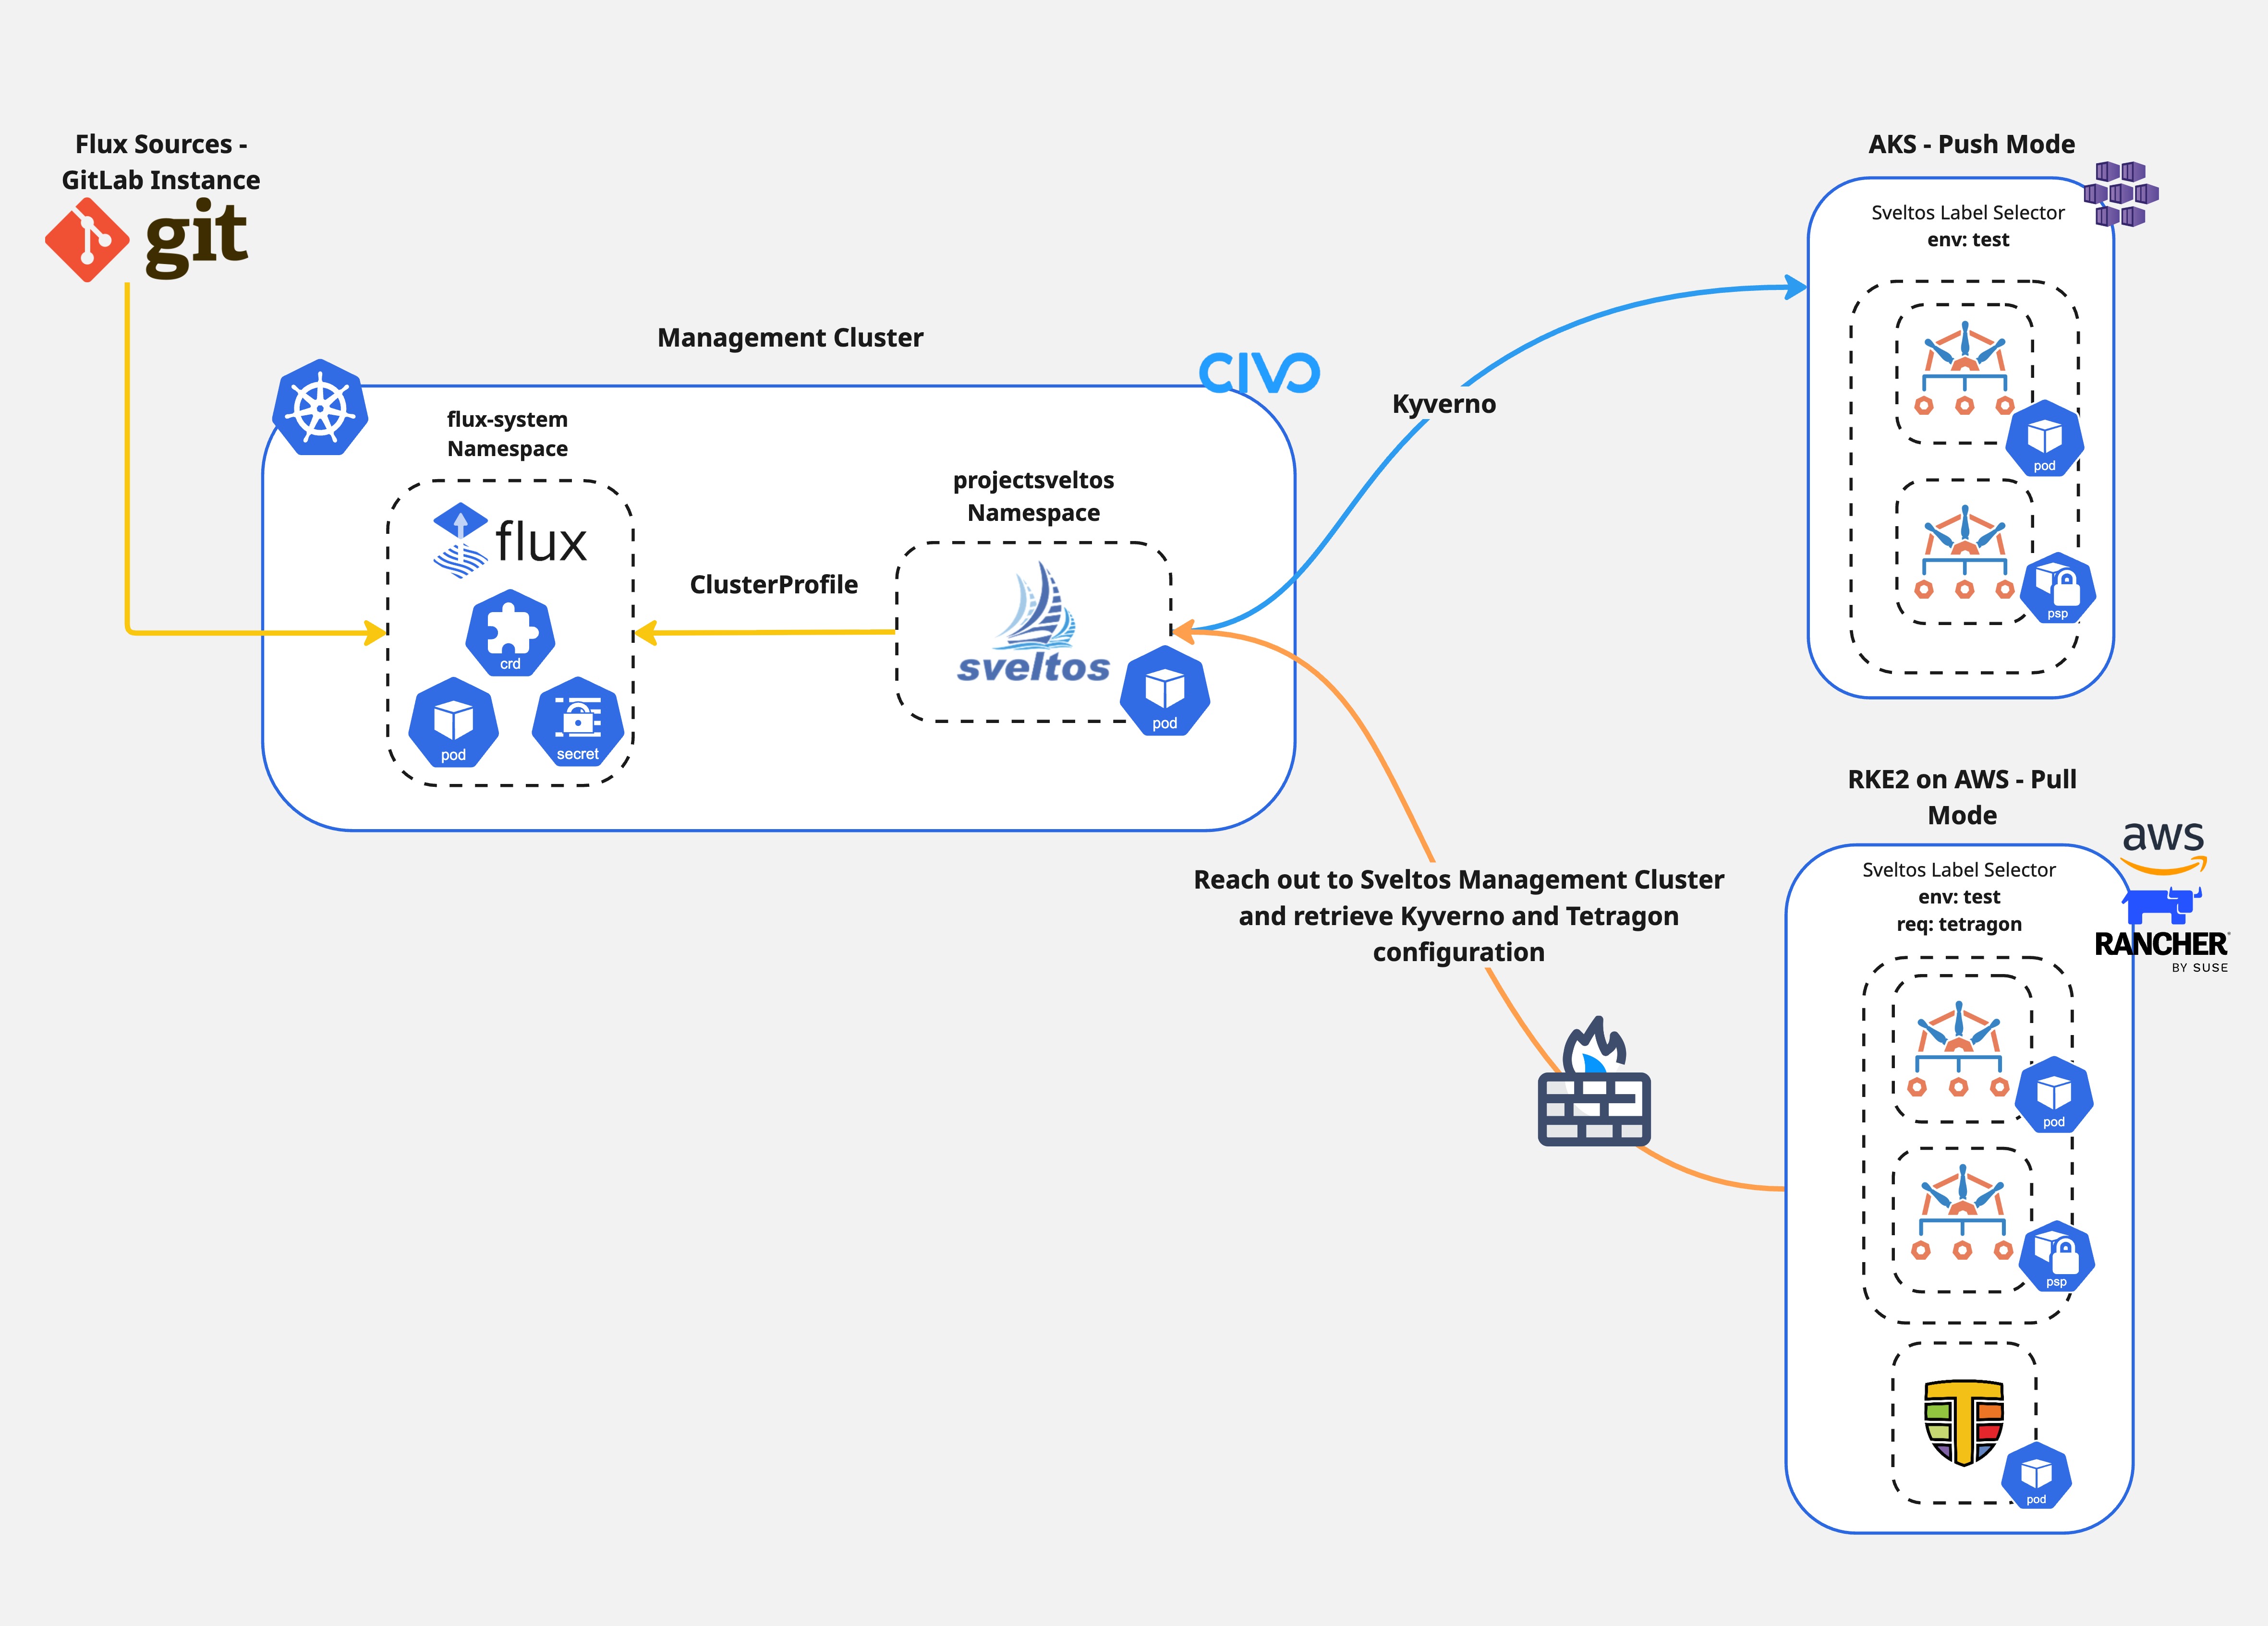 Flux Sources -
GitLab Instance
git
Management Cluster
CIVO
flux-system
Namespace
flux
crd
pod
secret
ClusterProfile
projectsveltos
Namespace
sveltos
pod
Kyverno
AKS - Push Mode
Sveltos Label Selector
env: test
pod
psp
Reach out to Sveltos Management Cluster
and retrieve Kyverno and Tetragon
configuration
RKE2 on AWS - Pull
Mode
aws
RANCHER
BY SUSE
Sveltos Label Selector
env: test
req: tetragon
pod
psp
pod